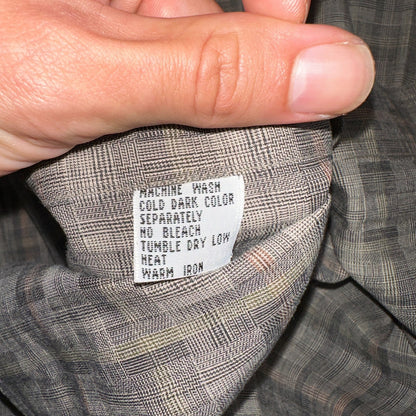 MACHINE WASH
COLD DARK COLOR
SEPARATELY
NO BLEACH
TUMBLE DRY LOW
HEAT
WARM IRON